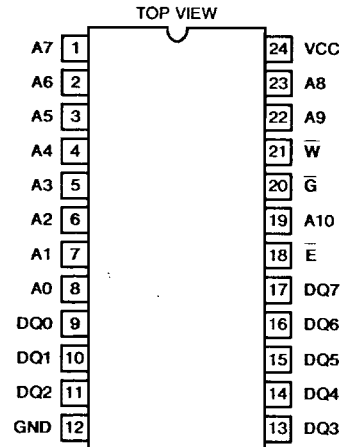 TOP VIEW
A7 1 24 VCC
A6 2 23 A8
A5 3 22 A9
A4 4 21 W̅
A3 5 20 G̅
A2 6 19 A10
A1 7 18 E̅
A0 8 17 DQ7
DQ0 9 16 DQ6
DQ1 10 15 DQ5
DQ2 11 14 DQ4
GND 12 13 DQ3